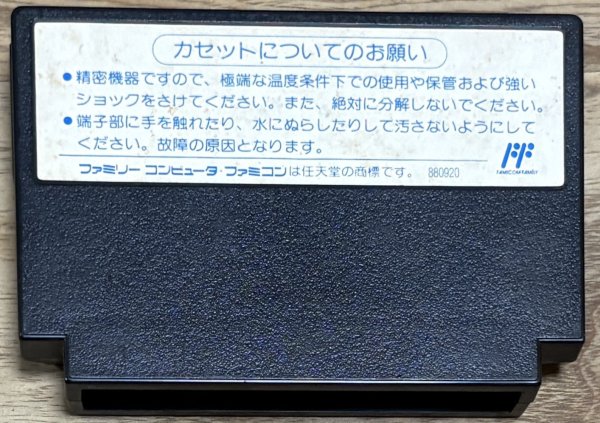 カセットについてのお願い
●精密機器ですので、極端な温度条件下での使用や保管および強い
ショックをさけてください。また、絶対に分解しないでください。
●端子部に手を触れたり、水にぬらしたりして汚さないようにして
ください。故障の原因となります。
ファミリー コンピュータ・ファミコンは任天堂の商標です。 880920
FAMICOM FAMILY